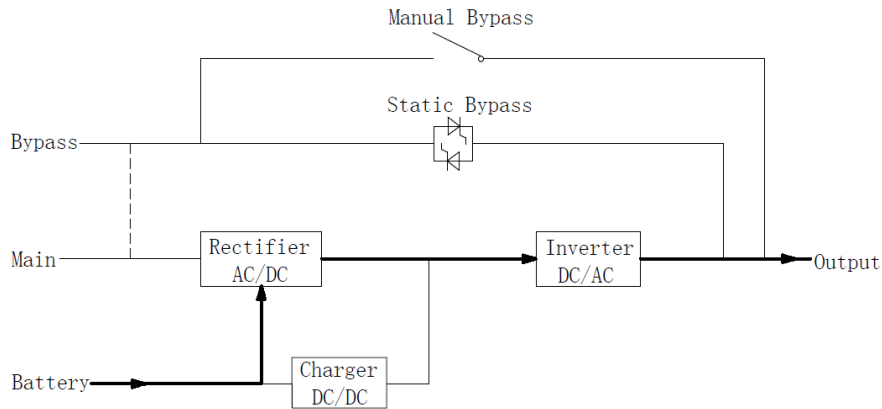 Manual Bypass
Static Bypass
Bypass
Main
Rectifier
AC/DC
Inverter
DC/AC
Output
Battery
Charger
DC/DC